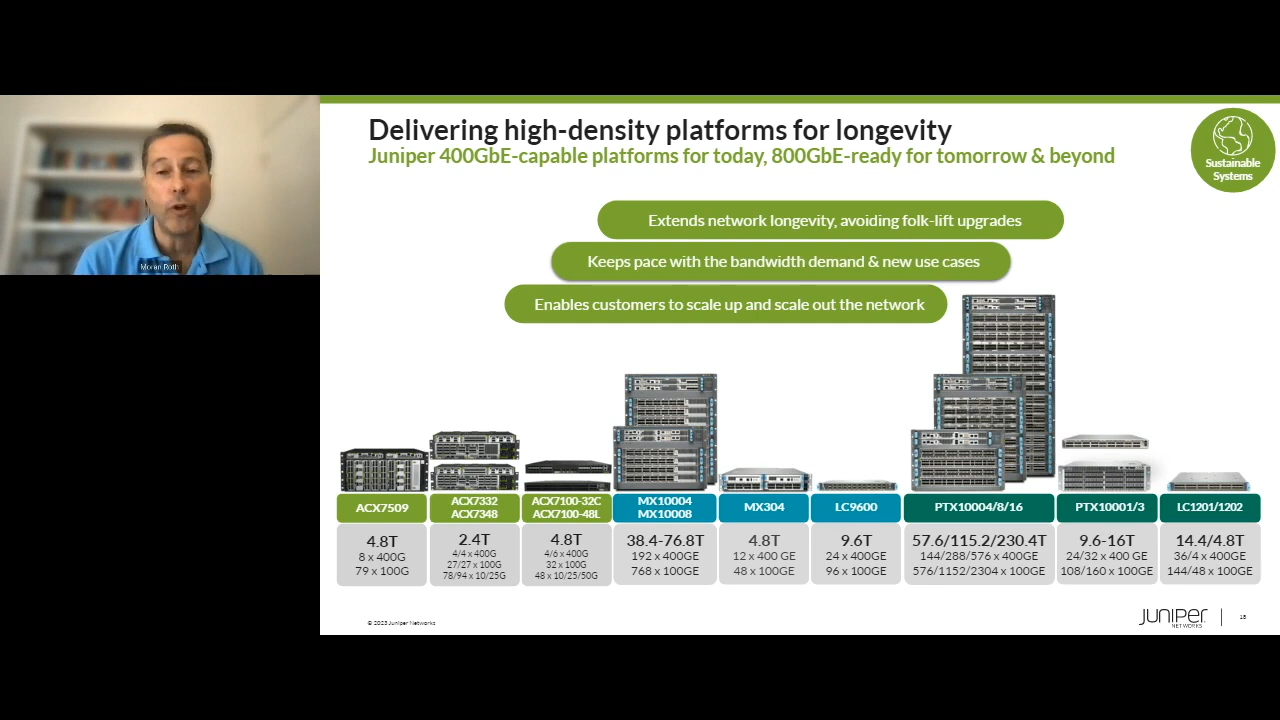 Delivering high-density platforms for longevity
Juniper 400GbE-capable platforms for today, 800GbE-ready for tomorrow & beyond
Sustainable
Systems
Extends network longevity, avoiding folk-lift upgrades
Keeps pace with the bandwidth demand & new use cases
Enables customers to scale up and scale out the network
Moran Roth
ACX7509
4.8T
8 x 400G
79 x 100G
ACX7332
ACX7348
2.4T
4/4 x 400G
27/27 x 100G
78/94 x 10/25G
ACX7100-32C
ACX7100-48L
4.8T
4/6 x 400G
32 x 100G
48 x 10/25/50G
MX10004
MX10008
38.4-76.8T
192 x 400GE
768 x 100GE
MX304
4.8T
12 x 400 GE
48 x 100GE
LC9600
9.6T
24 x 400GE
96 x 100GE
PTX10004/8/16
57.6/115.2/230.4T
144/288/576 x 400GE
576/1152/2304 x 100GE
PTX10001/3
9.6-16T
24/32 x 400 GE
108/160 x 100GE
LC1201/1202
14.4/4.8T
36/4 x 400GE
144/48 x 100GE
© 2023 Juniper Networks
JUNIPER
NETWORKS
18